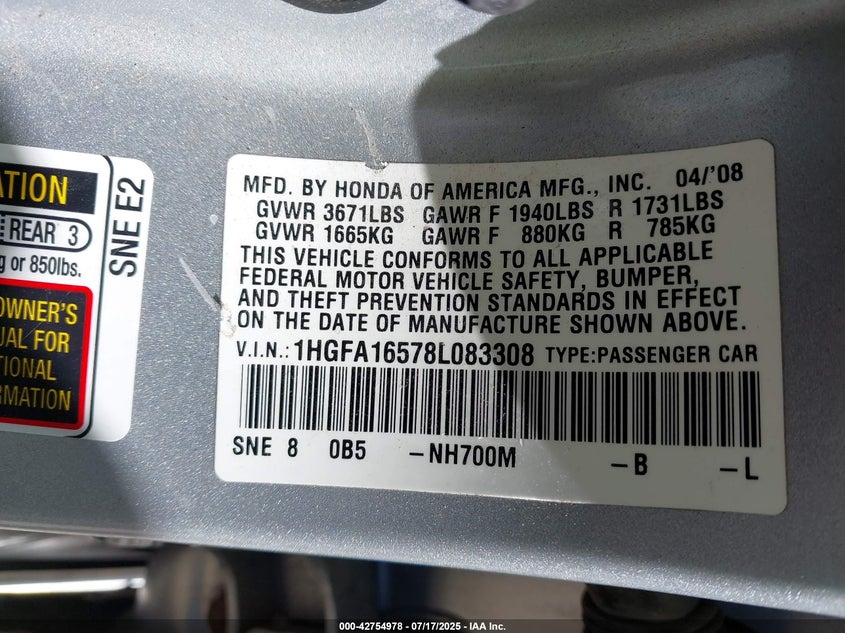 ATION
REAR 3
g or 850lbs.
OWNER'S
UAL FOR
TIONAL
RMATION
SNE E2
MFD. BY HONDA OF AMERICA MFG., INC. 04/'08
GVWR 3671LBS GAWR F 1940LBS R 1731LBS
GVWR 1665KG GAWR F 880KG R 785KG
THIS VEHICLE CONFORMS TO ALL APPLICABLE
FEDERAL MOTOR VEHICLE SAFETY, BUMPER,
AND THEFT PREVENTION STANDARDS IN EFFECT
ON THE DATE OF MANUFACTURE SHOWN ABOVE.
V.I.N.: 1HGFA16578L083308 TYPE:PASSENGER CAR
SNE 8 0B5 -NH700M -B -L
000-42754978 | 07/17/2025 | IAA Inc.